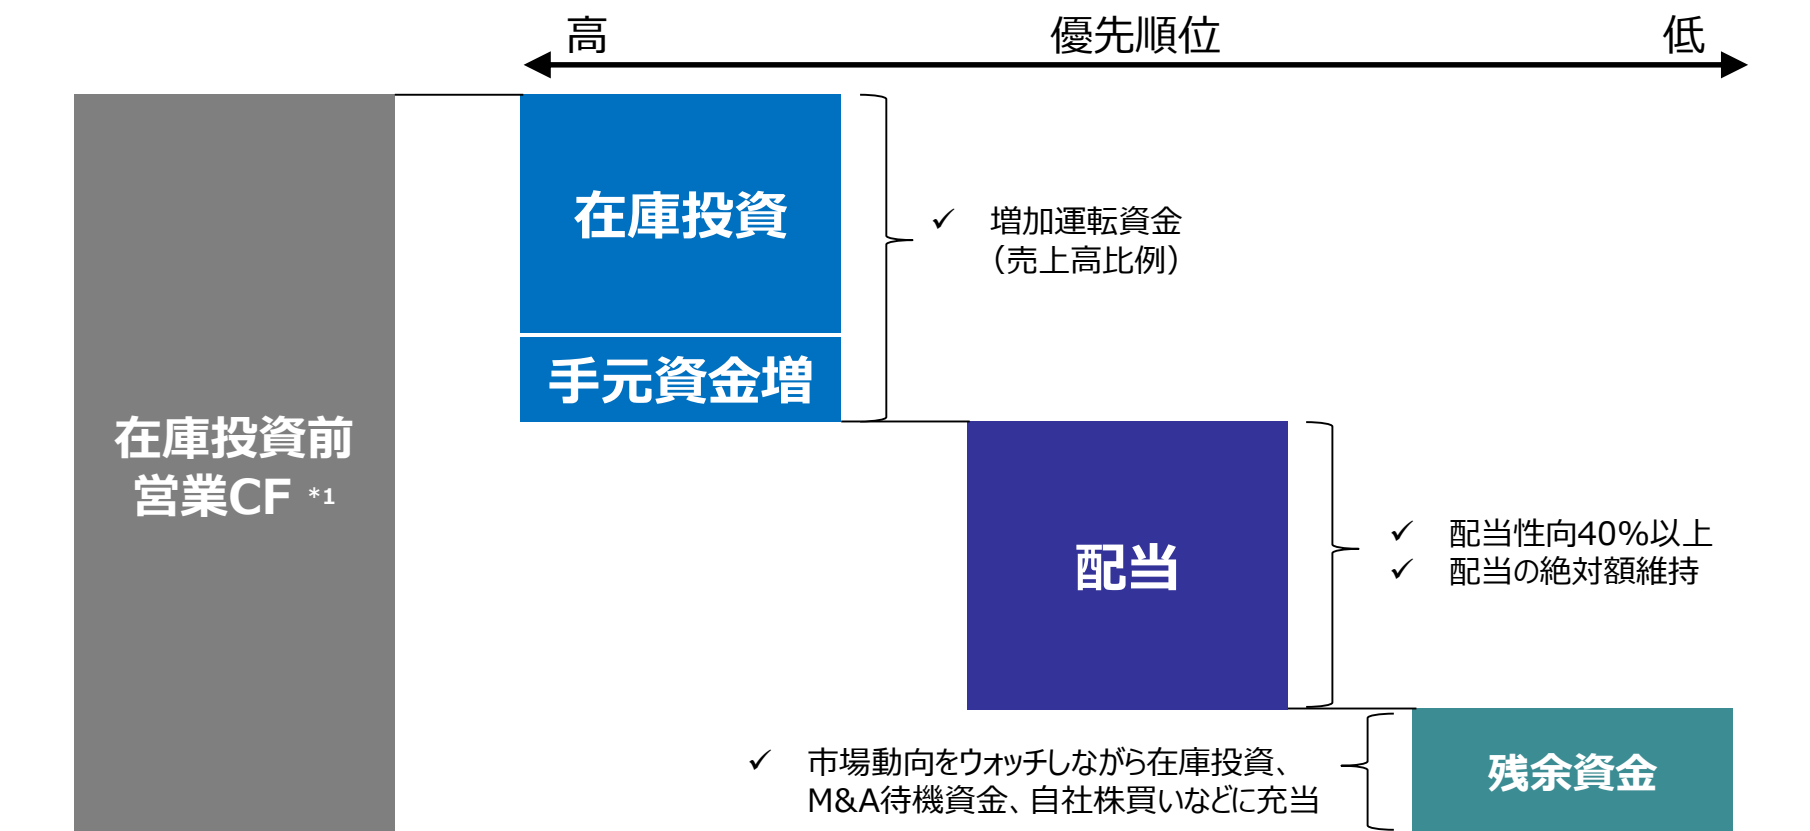 高 優先順位 低
在庫投資
✓ 増加運転資金
（売上高比例）
手元資金増
在庫投資前
営業CF *1
配当
✓ 配当性向40%以上
✓ 配当の絶対額維持
✓ 市場動向をウォッチしながら在庫投資、
M&A待機資金、自社株買いなどに充当
残余資金